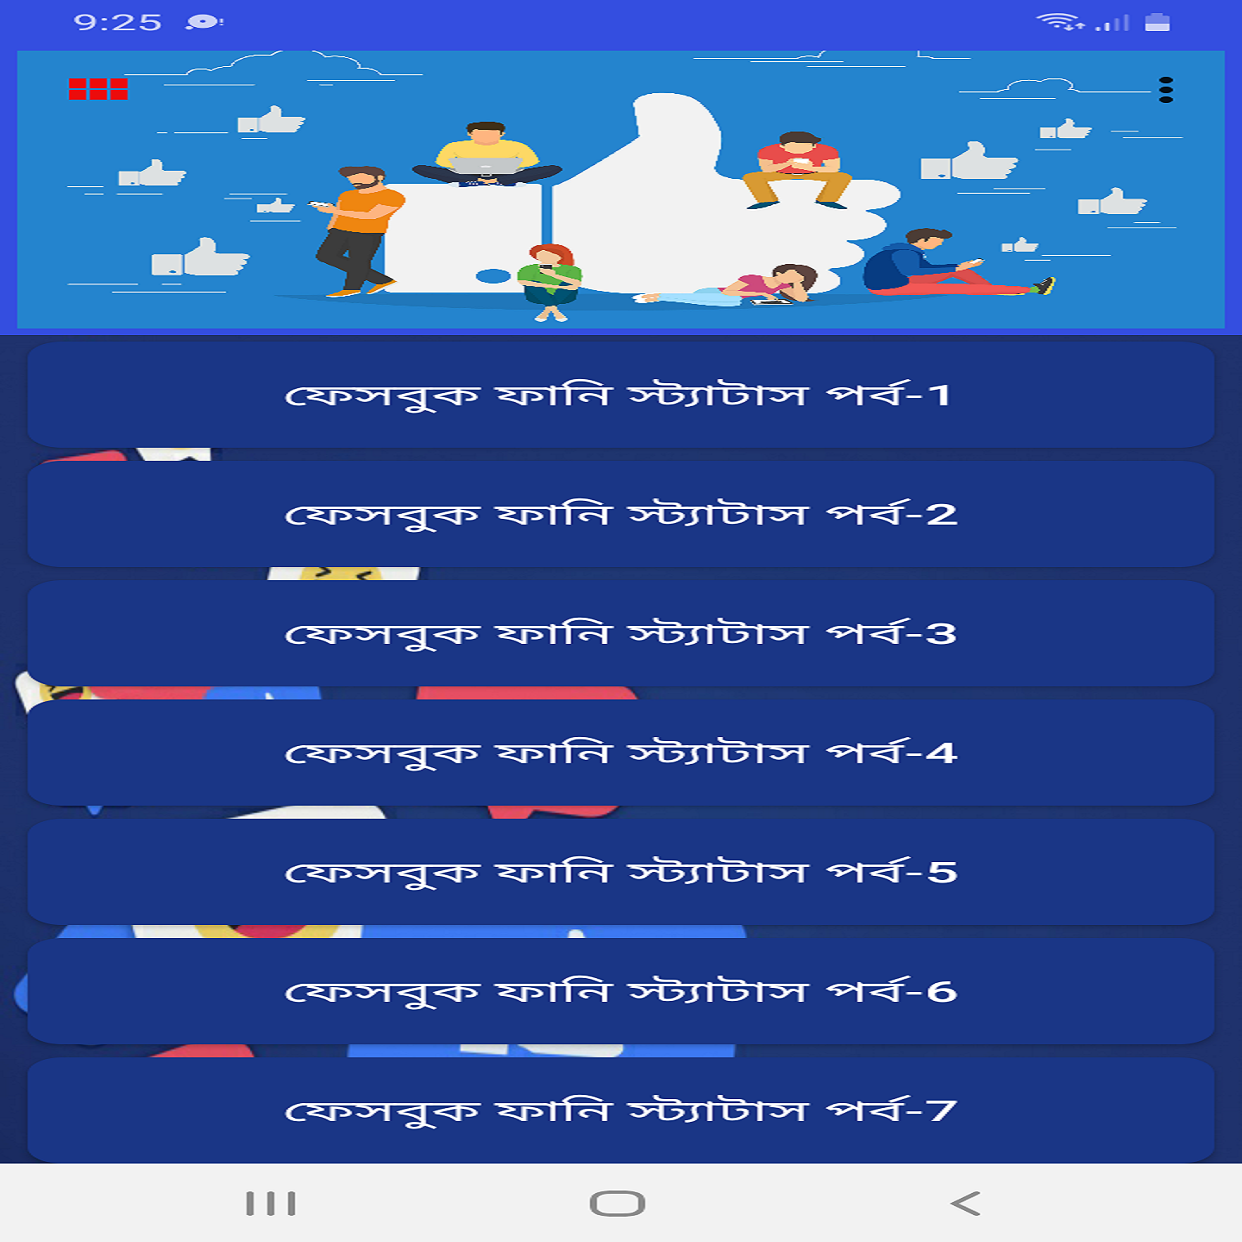 9:25
ফেসবুক ফানি স্ট্যাটাস পর্ব-1
ফেসবুক ফানি স্ট্যাটাস পর্ব-2
ফেসবুক ফানি স্ট্যাটাস পর্ব-3
ফেসবুক ফানি স্ট্যাটাস পর্ব-4
ফেসবুক ফানি স্ট্যাটাস পর্ব-5
ফেসবুক ফানি স্ট্যাটাস পর্ব-6
ফেসবুক ফানি স্ট্যাটাস পর্ব-7